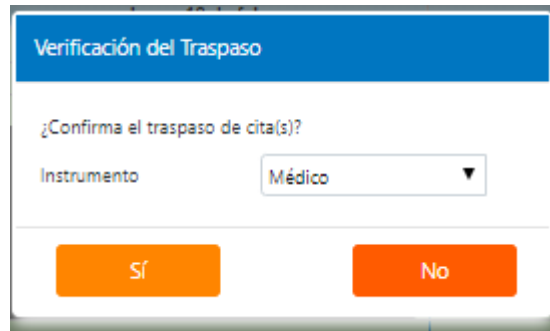 Verificación del Traspaso
¿Confirma el traspaso de cita(s)?
Instrumento Médico
Sí No